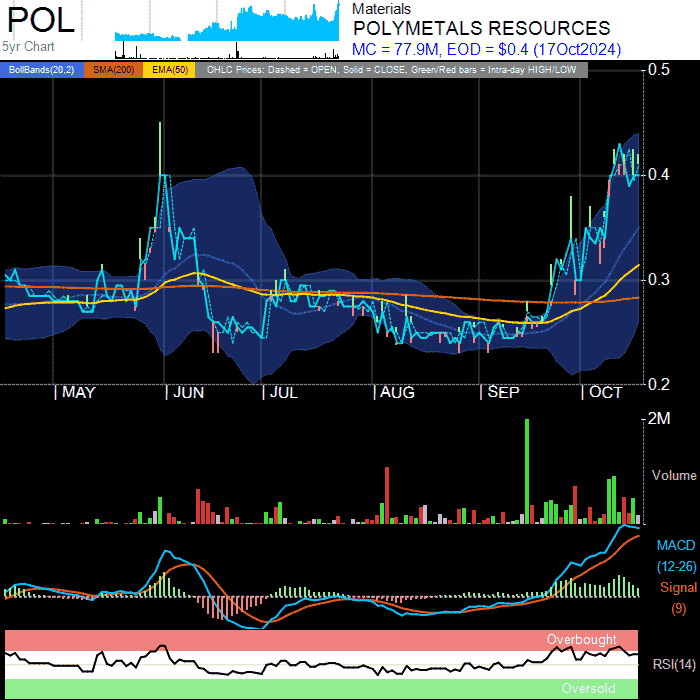 POL
5yr Chart
Materials
POLYMETALS RESOURCES
MC = 77.9M, EOD = $0.4 (17Oct2024)
BollBands(20,2) SMA(200) EMA(50) OHLC Prices: Dashed = OPEN, Solid = CLOSE, Green/Red bars = Intra-day HIGH/LOW
0.5
0.4
0.3
0.2
MAY JUN JUL AUG SEP OCT
2M
Volume
MACD
(12-26)
Signal
(9)
Overbought
RSI(14)
Oversold